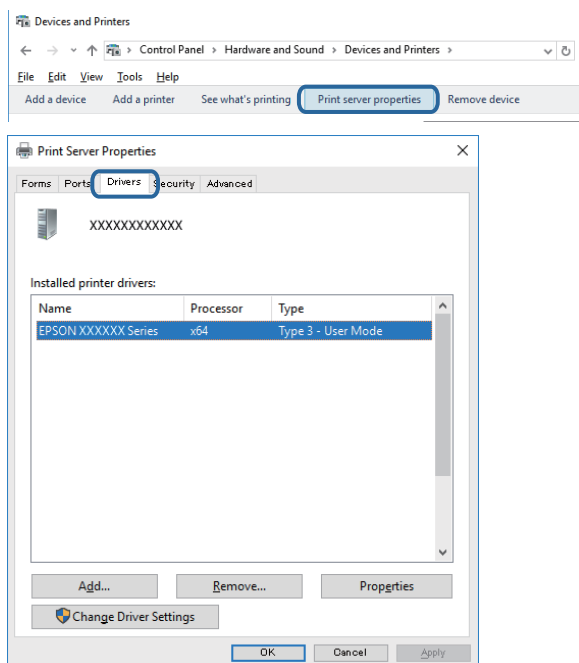 Devices and Printers
Control Panel > Hardware and Sound > Devices and Printers >
File Edit View Tools Help
Add a device Add a printer See what's printing Print server properties Remove device
Print Server Properties
Forms Ports Drivers Security Advanced
XXXXXXXXXXXX
Installed printer drivers:
Name Processor Type
EPSON XXXXXX Series x64 Type 3 - User Mode
Add... Remove... Properties
Change Driver Settings
OK Cancel Apply